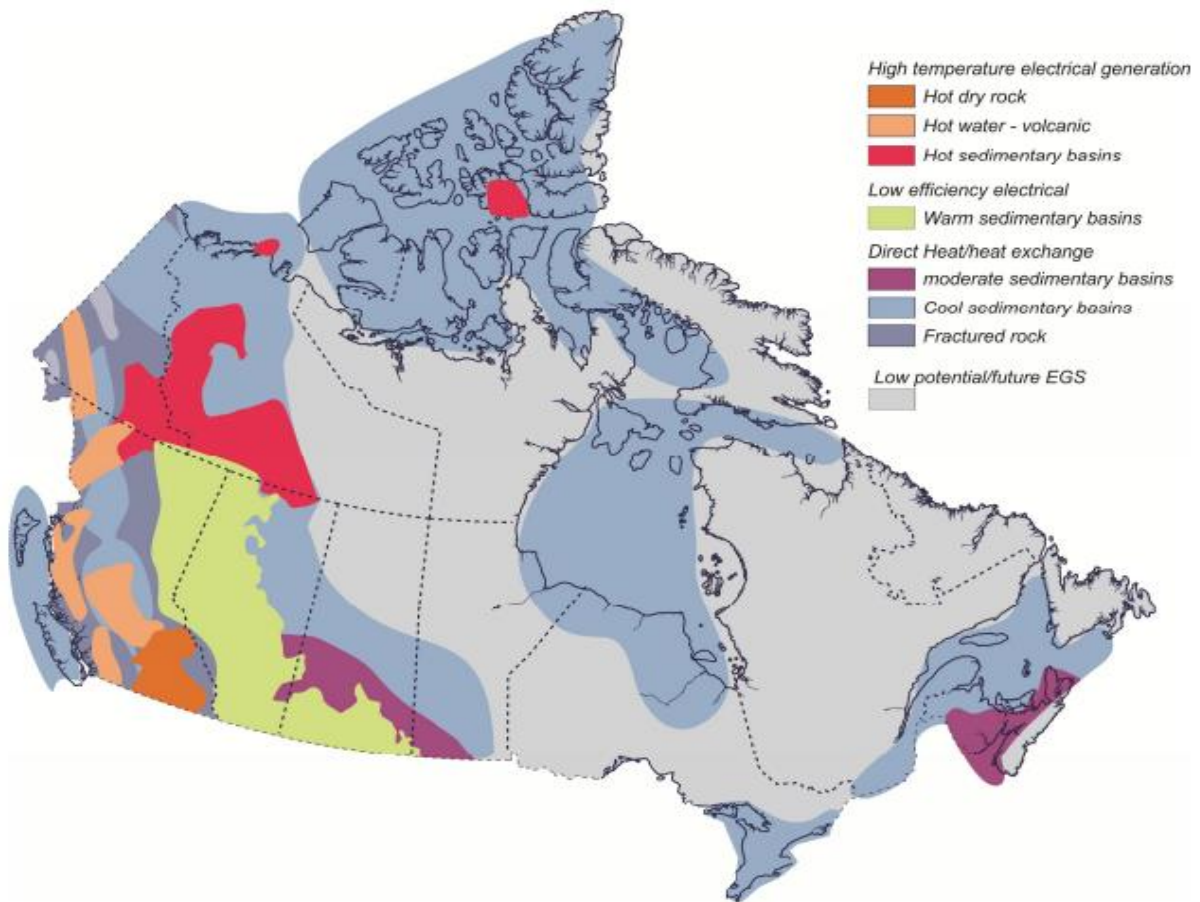 High temperature electrical generation
Hot dry rock
Hot water - volcanic
Hot sedimentary basins
Low efficiency electrical
Warm sedimentary basins
Direct Heat/heat exchange
moderate sedimentary basins
Cool sedimentary basins
Fractured rock
Low potential/future EGS